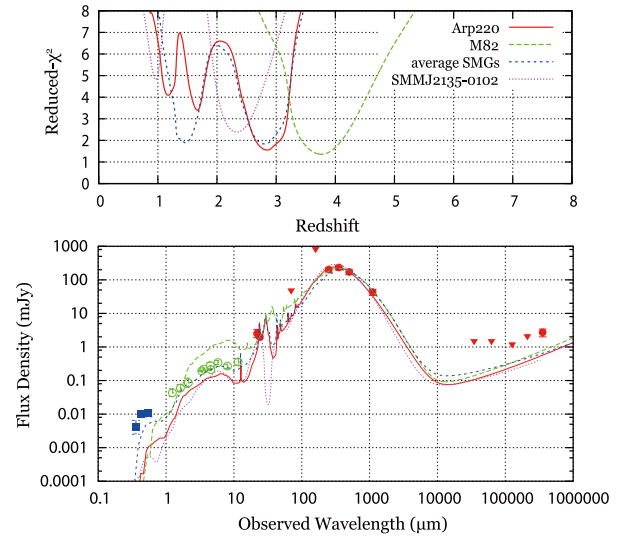 8
7
6
5
4
3
2
1
0
Reduced-χ²
Arp220
M82
average SMGs
SMMJ2135-0102
0 1 2 3 4 5 6 7 8
Redshift
1000
100
10
1
0.1
0.01
0.001
0.0001
Flux Density (mJy)
0.1 1 10 100 1000 10000 100000 1000000
Observed Wavelength (μm)